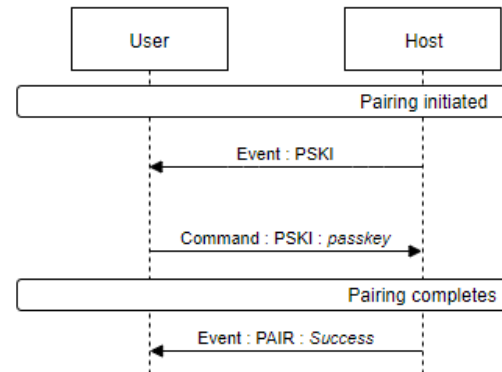 User
Host
Pairing initiated
Event : PSKI
Command : PSKI : passkey
Pairing completes
Event : PAIR : Success